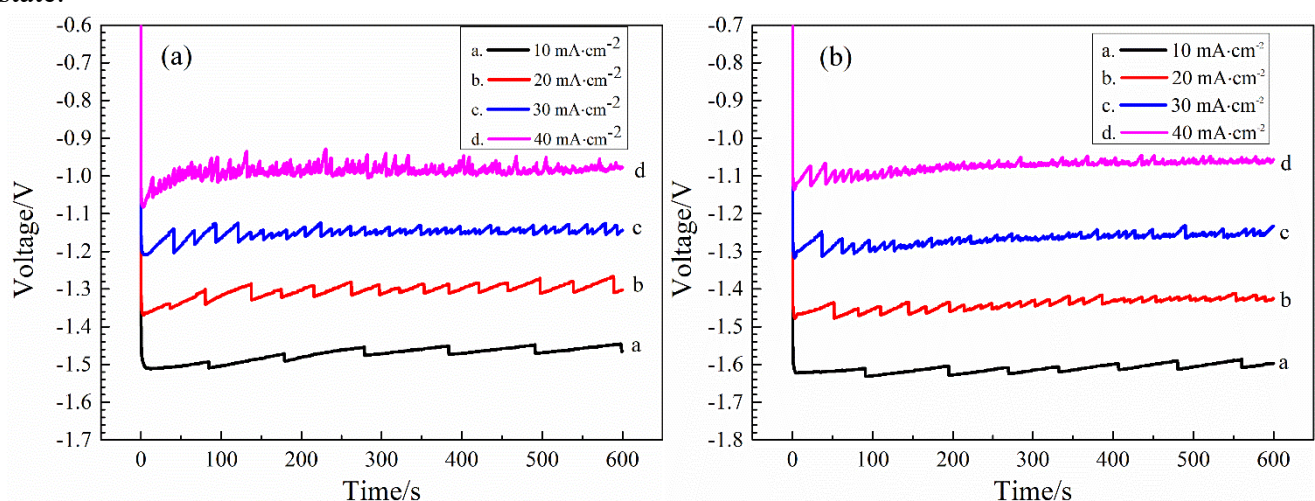 state.
(a)
a. 10 mA·cm⁻²
b. 20 mA·cm⁻²
c. 30 mA·cm⁻²
d. 40 mA·cm⁻²
-0.6
-0.7
-0.8
-0.9
-1.0
-1.1
-1.2
-1.3
-1.4
-1.5
-1.6
-1.7
Voltage/V
d
c
b
a
0 100 200 300 400 500 600
Time/s
(b)
a. 10 mA·cm⁻²
b. 20 mA·cm⁻²
c. 30 mA·cm⁻²
d. 40 mA·cm⁻²
-0.7
-0.8
-0.9
-1.0
-1.1
-1.2
-1.3
-1.4
-1.5
-1.6
-1.7
-1.8
Voltage/V
d
c
b
a
0 100 200 300 400 500 600
Time/s